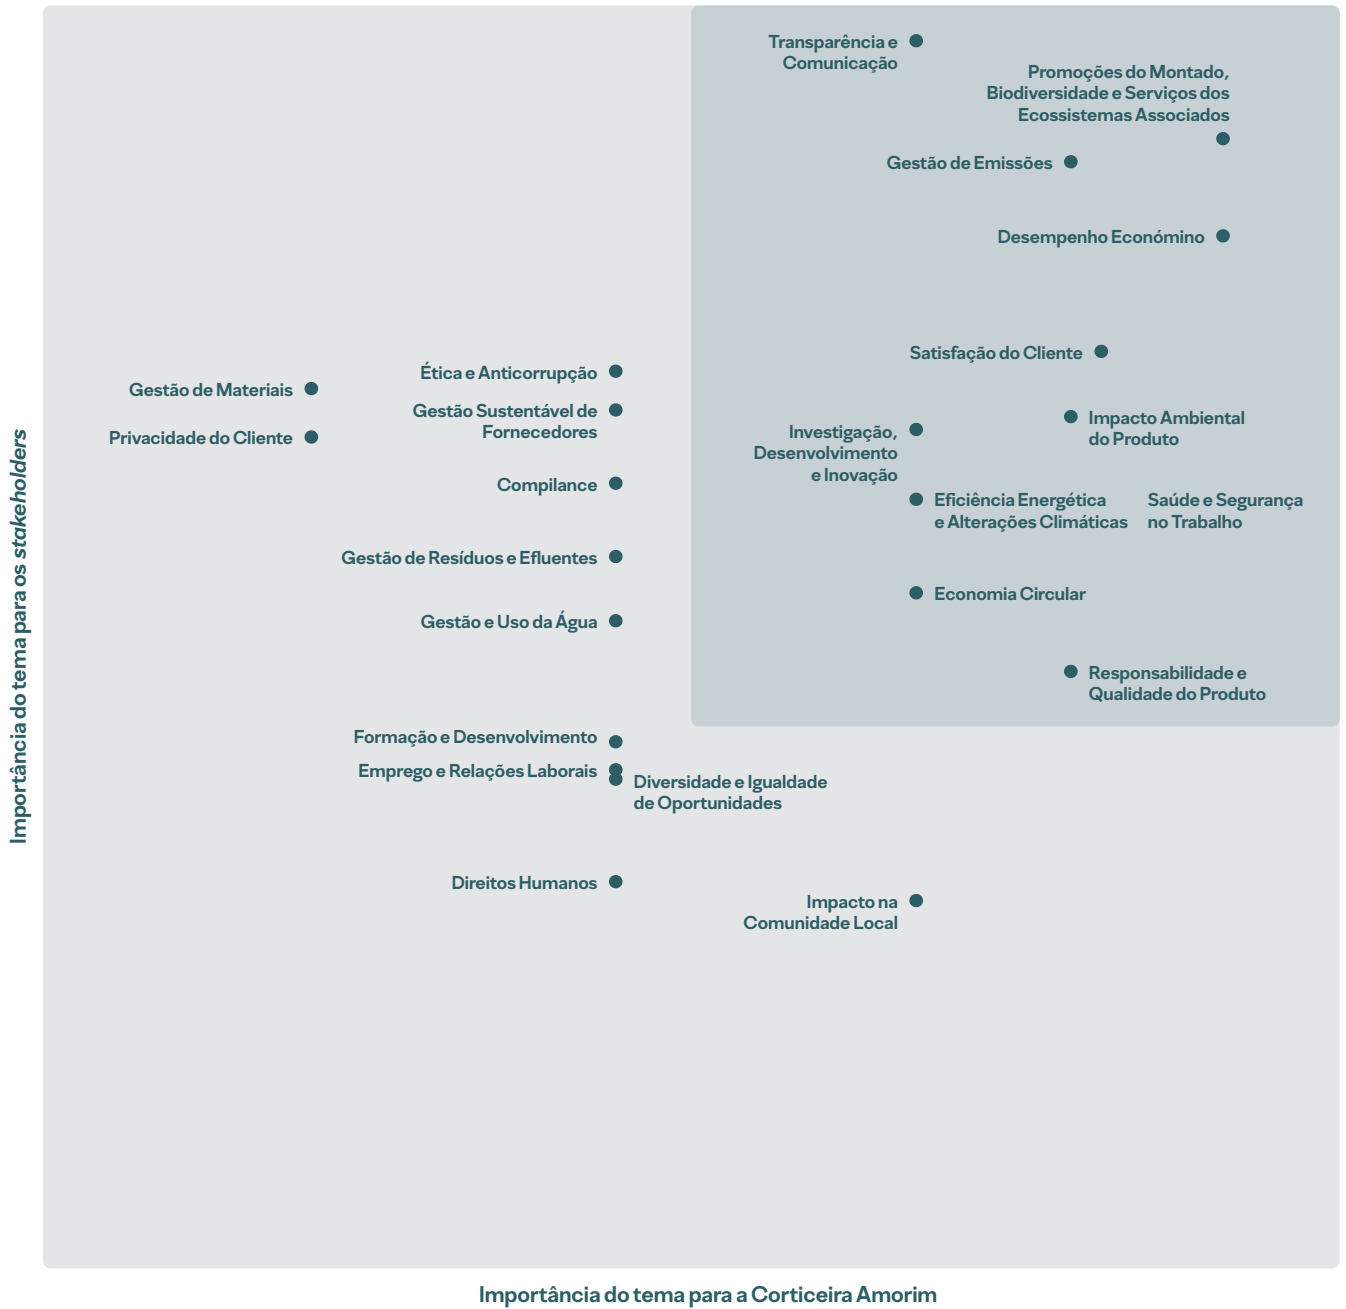 Transparência e
Comunicação
Promoções do Montado,
Biodiversidade e Serviços dos
Ecossistemas Associados
Gestão de Emissões
Desempenho Económino
Satisfação do Cliente
Ética e Anticorrupção
Gestão de Materiais
Gestão Sustentável de
Fornecedores
Privacidade do Cliente
Impacto Ambiental
do Produto
Investigação,
Desenvolvimento
e Inovação
Compilance
Eficiência Energética
e Alterações Climáticas
Saúde e Segurança
no Trabalho
Gestão de Resíduos e Efluentes
Economia Circular
Gestão e Uso da Água
Responsabilidade e
Qualidade do Produto
Formação e Desenvolvimento
Emprego e Relações Laborais
Diversidade e Igualdade
de Oportunidades
Direitos Humanos
Impacto na
Comunidade Local
Importância do tema para os stakeholders
Importância do tema para a Corticeira Amorim